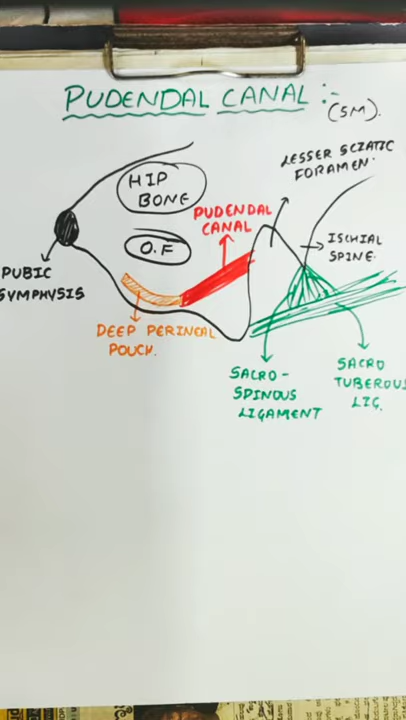 PUDENDAL CANAL :-
(5M).
LESSER SCIATIC
FORAMEN.
HIP
BONE
PUDENDAL
CANAL
ISCHIAL
SPINE.
O.F
PUBIC
SYMPHYSIS
DEEP PERINEAL
POUCH.
SACRO-
SPINOUS
LIGAMENT
SACRO
TUBEROUS
LIG.